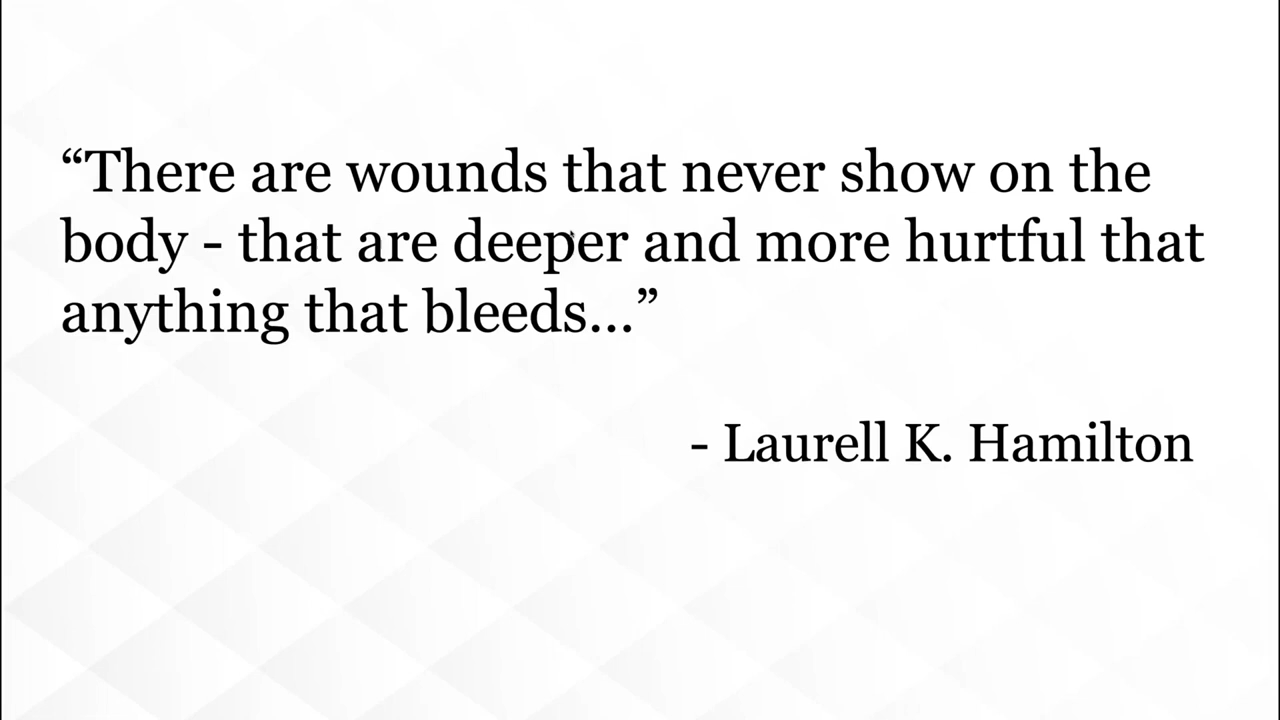 “There are wounds that never show on the
body - that are deeper and more hurtful that
anything that bleeds...”
- Laurell K. Hamilton